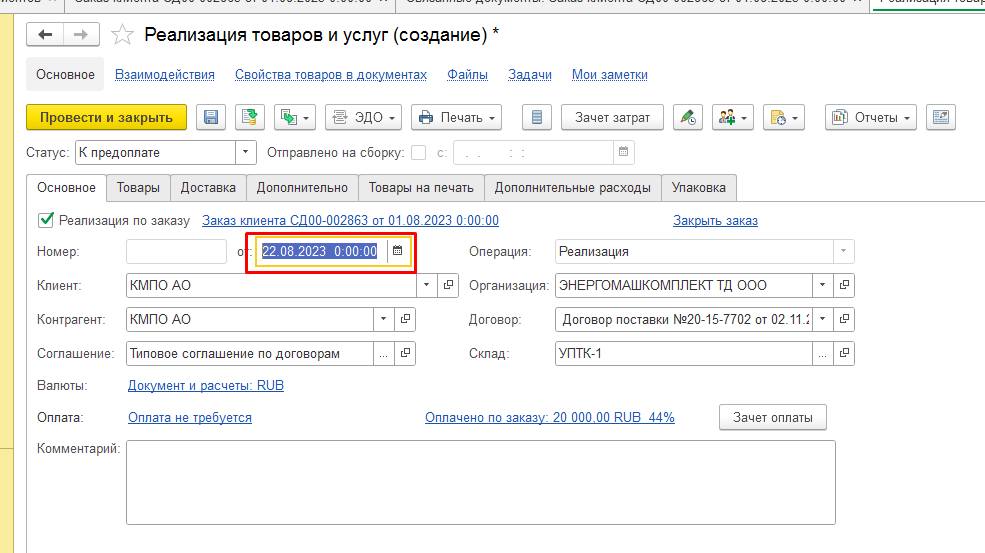 Реализация товаров и услуг (создание) *
Основное Взаимодействия Свойства товаров в документах Файлы Задачи Мои заметки
Провести и закрыть ЭДО Печать Зачет затрат Отчеты
Статус: К предоплате Отправлено на сборку: с: . . : :
Основное Товары Доставка Дополнительно Товары на печать Дополнительные расходы Упаковка
Реализация по заказу Заказ клиента СД00-002863 от 01.08.2023 0:00:00 Закрыть заказ
Номер: от: 22.08.2023 0:00:00 Операция: Реализация
Клиент: КМПО АО Организация: ЭНЕРГОМАШКОМПЛЕКТ ТД ООО
Контрагент: КМПО АО Договор: Договор поставки №20-15-7702 от 02.11.2
Соглашение: Типовое соглашение по договорам ... Склад: УПТК-1 ...
Валюты: Документ и расчеты: RUB
Оплата: Оплата не требуется Оплачено по заказу: 20 000,00 RUB 44% Зачет оплаты
Комментарий: